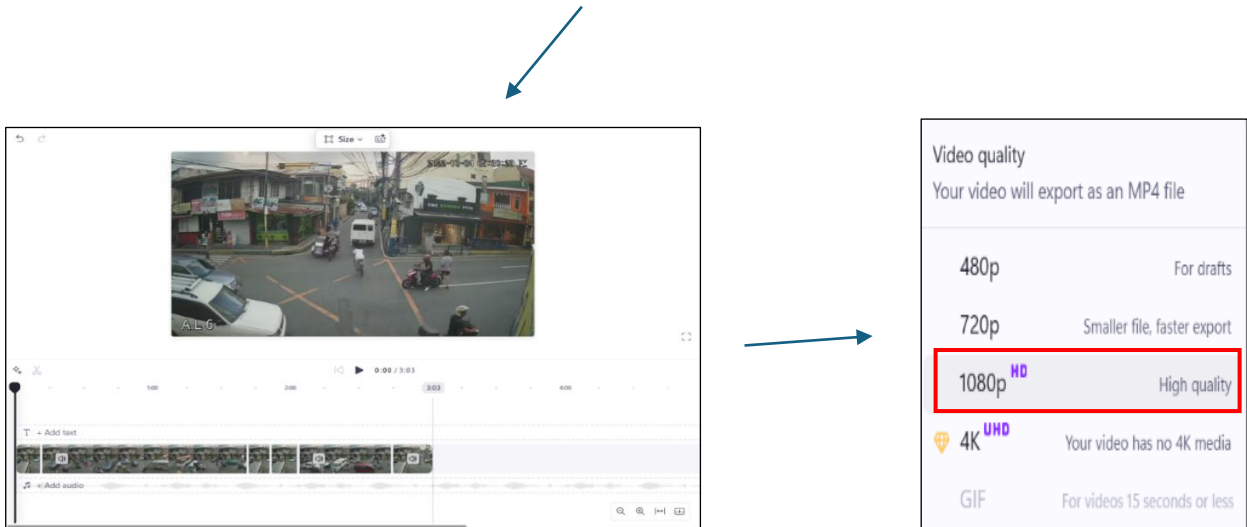 Size
A.L.6
0:00 / 3:03
1:00
2:00
3:03
4:00
T + Add text
+ Add audio
Video quality
Your video will export as an MP4 file
480p For drafts
720p Smaller file, faster export
1080p HD High quality
4K UHD Your video has no 4K media
GIF For videos 15 seconds or less